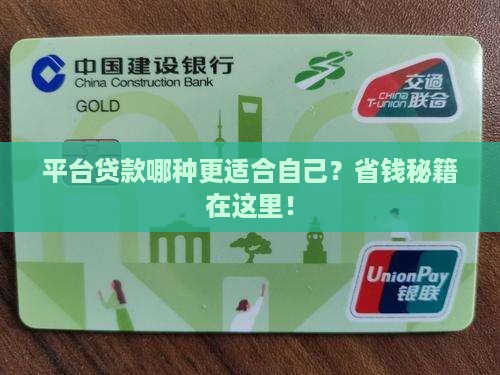 中国建设银行
China Construction Bank
GOLD
交通
联合
CHINA
T-UNION
平台贷款哪种更适合自己？省钱秘籍
在这里！
UnionPay
银联